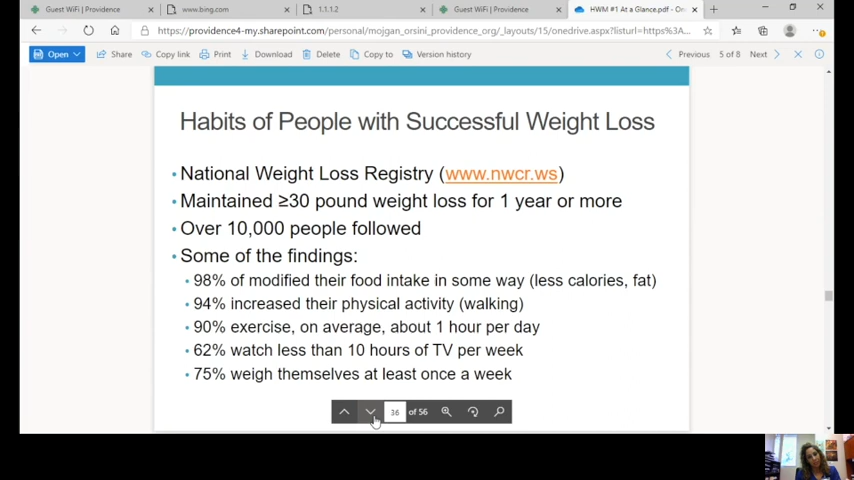 Guest WiFi | Providence
www.bing.com
1.1.1.2
Guest WiFi | Providence
HWM #1 At a Glance.pdf - One
https://providence4-my.sharepoint.com/personal/mojgan_orsini_providence_org/_layouts/15/onedrive.aspx?listurl=https%3A...
Open Share Copy link Print Download Delete Copy to Version history Previous 5 of 8 Next
Habits of People with Successful Weight Loss
• National Weight Loss Registry (www.nwcr.ws)
• Maintained ≥30 pound weight loss for 1 year or more
• Over 10,000 people followed
• Some of the findings:
• 98% of modified their food intake in some way (less calories, fat)
• 94% increased their physical activity (walking)
• 90% exercise, on average, about 1 hour per day
• 62% watch less than 10 hours of TV per week
• 75% weigh themselves at least once a week
36 of 56